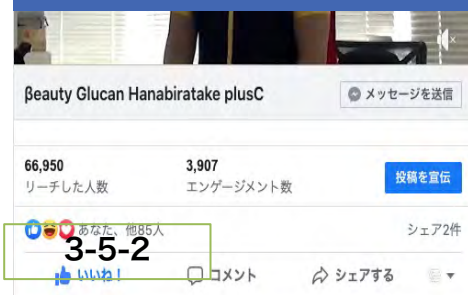 βeauty Glucan Hanabiratake plusC
メッセージを送信
66,950
リーチした人数
3,907
エンゲージメント数
投稿を宣伝
あなた、他85人
シェア2件
3-5-2
いいね！
コメント
シェアする